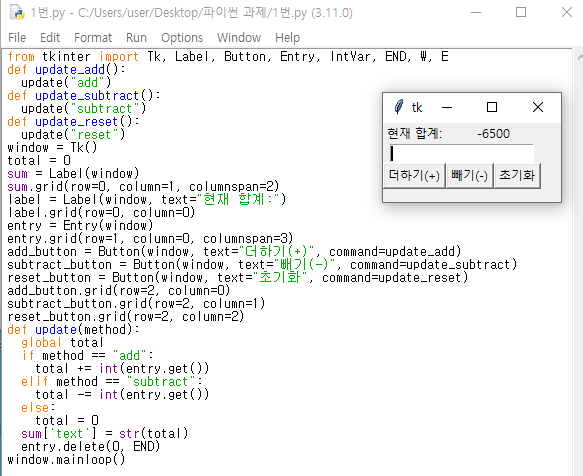 1번.py - C:/Users/user/Desktop/파이썬 과제/1번.py (3.11.0)
File Edit Format Run Options Window Help
from tkinter import Tk, Label, Button, Entry, IntVar, END, W, E
def update_add():
  update("add")
def update_subtract():
  update("subtract")
def update_reset():
  update("reset")
window = Tk()
total = 0
sum = Label(window)
sum.grid(row=0, column=1, columnspan=2)
label = Label(window, text="현재 합계:")
label.grid(row=0, column=0)
entry = Entry(window)
entry.grid(row=1, column=0, columnspan=3)
add_button = Button(window, text="더하기(+)", command=update_add)
subtract_button = Button(window, text="빼기(-)", command=update_subtract)
reset_button = Button(window, text="초기화", command=update_reset)
add_button.grid(row=2, column=0)
subtract_button.grid(row=2, column=1)
reset_button.grid(row=2, column=2)
def update(method):
  global total
  if method == "add":
    total += int(entry.get())
  elif method == "subtract":
    total -= int(entry.get())
  else:
    total = 0
  sum['text'] = str(total)
  entry.delete(0, END)
window.mainloop()
tk
현재 합계: -6500
더하기(+) 빼기(-) 초기화